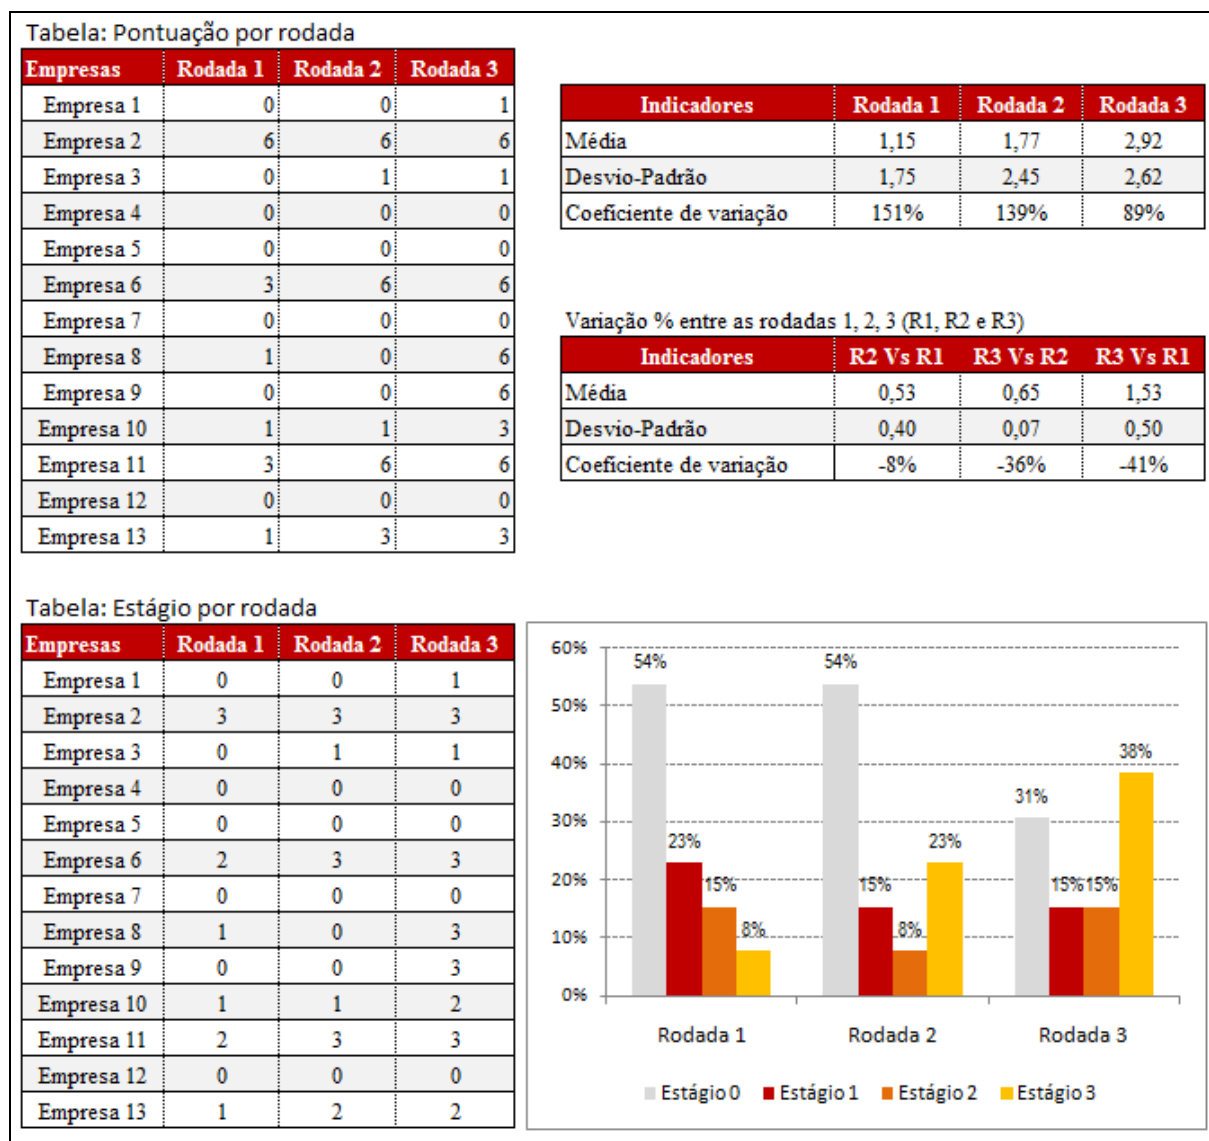 Tabela: Pontuação por rodada
Empresas Rodada 1 Rodada 2 Rodada 3
Empresa 1 0 0 1
Empresa 2 6 6 6
Empresa 3 0 1 1
Empresa 4 0 0 0
Empresa 5 0 0 0
Empresa 6 3 6 6
Empresa 7 0 0 0
Empresa 8 1 0 6
Empresa 9 0 0 6
Empresa 10 1 1 3
Empresa 11 3 6 6
Empresa 12 0 0 0
Empresa 13 1 3 3
Indicadores Rodada 1 Rodada 2 Rodada 3
Média 1,15 1,77 2,92
Desvio-Padrão 1,75 2,45 2,62
Coeficiente de variação 151% 139% 89%
Variação % entre as rodadas 1, 2, 3 (R1, R2 e R3)
Indicadores R2 Vs R1 R3 Vs R2 R3 Vs R1
Média 0,53 0,65 1,53
Desvio-Padrão 0,40 0,07 0,50
Coeficiente de variação -8% -36% -41%
Tabela: Estágio por rodada
Empresas Rodada 1 Rodada 2 Rodada 3
Empresa 1 0 0 1
Empresa 2 3 3 3
Empresa 3 0 1 1
Empresa 4 0 0 0
Empresa 5 0 0 0
Empresa 6 2 3 3
Empresa 7 0 0 0
Empresa 8 1 0 3
Empresa 9 0 0 3
Empresa 10 1 1 2
Empresa 11 2 3 3
Empresa 12 0 0 0
Empresa 13 1 2 2
60%
50%
40%
30%
20%
10%
0%
54% 23% 15% 8%
54% 15% 8% 23%
31% 15% 15% 38%
Rodada 1 Rodada 2 Rodada 3
Estágio 0 Estágio 1 Estágio 2 Estágio 3